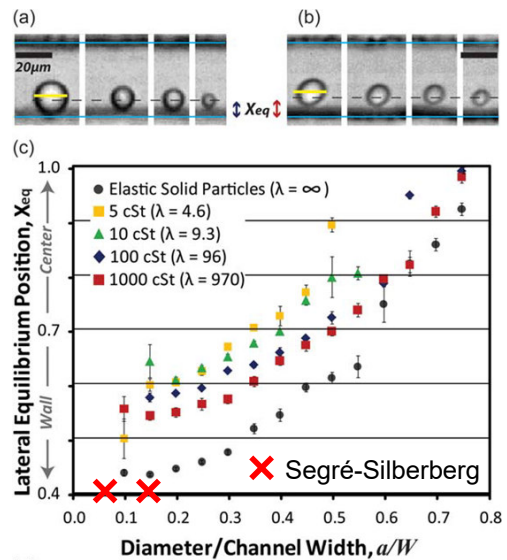 (a)
(b)
20μm
Xeq
(c)
1.0
Elastic Solid Particles (λ = ∞)
5 cSt (λ = 4.6)
10 cSt (λ = 9.3)
100 cSt (λ = 96)
1000 cSt (λ = 970)
Lateral Equilibrium Position, Xeq
Center
Wall
0.7
0.4
Segré-Silberberg
0.0 0.1 0.2 0.3 0.4 0.5 0.6 0.7 0.8
Diameter/Channel Width, a/W